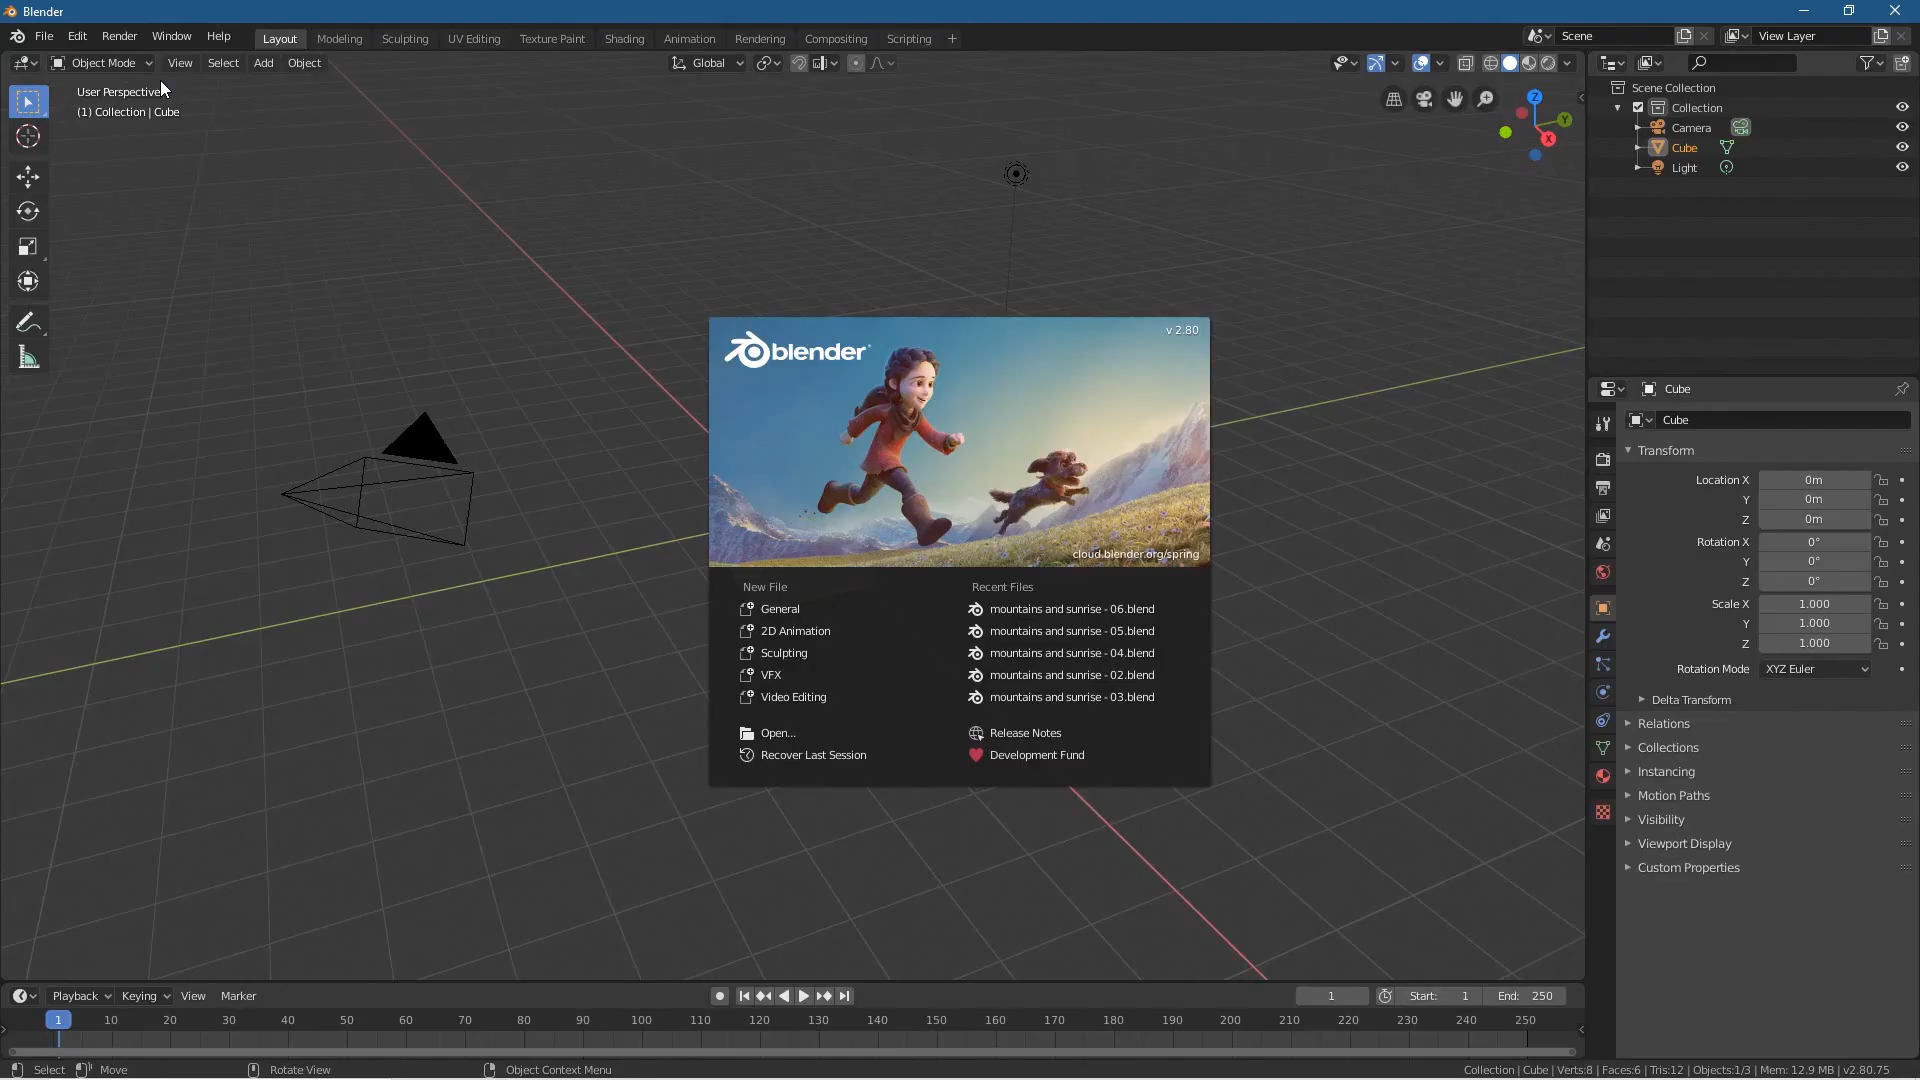 Blender
File Edit Render Window Help Layout Modeling Sculpting UV Editing Texture Paint Shading Animation Rendering Compositing Scripting + Scene View Layer
Object Mode View Select Add Object Global
User Perspective
(1) Collection | Cube
Z
Y
X
Scene Collection
Collection
Camera
Cube
Light
blender
v 2.80
cloud.blender.org/spring
New File
General
2D Animation
Sculpting
VFX
Video Editing
Open...
Recover Last Session
Recent Files
mountains and sunrise - 06.blend
mountains and sunrise - 05.blend
mountains and sunrise - 04.blend
mountains and sunrise - 02.blend
mountains and sunrise - 03.blend
Release Notes
Development Fund
Cube
Cube
Transform
Location X 0m
Y 0m
Z 0m
Rotation X 0°
Y 0°
Z 0°
Scale X 1.000
Y 1.000
Z 1.000
Rotation Mode XYZ Euler
Delta Transform
Relations
Collections
Instancing
Motion Paths
Visibility
Viewport Display
Custom Properties
Playback Keying View Marker 1 Start: 1 End: 250
1 10 20 30 40 50 60 70 80 90 100 110 120 130 140 150 160 170 180 190 200 210 220 230 240 250
Select Move Rotate View Object Context Menu Collection | Cube | Verts:8 | Faces:6 | Tris:12 | Objects:1/3 | Mem: 12.9 MB | v2.80.75